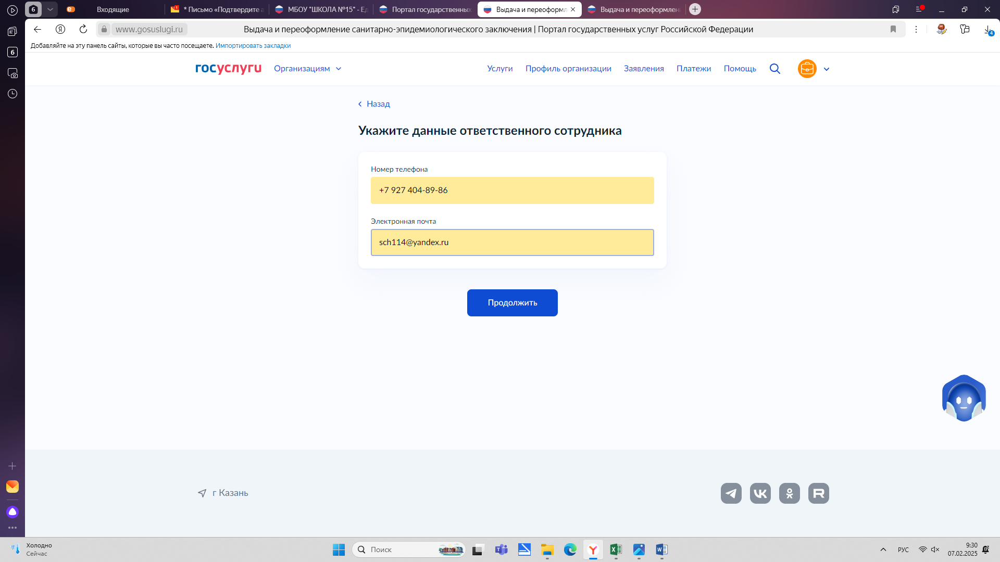 6
Входящие
* Письмо «Подтвердите а
МБОУ "ШКОЛА №15" - Ед
Портал государственных
Выдача и переоформл
Выдача и переоформлен
www.gosuslugi.ru
Выдача и переоформление санитарно-эпидемиологического заключения | Портал государственных услуг Российской Федерации
4
Добавляйте на эту панель сайты, которые вы часто посещаете. Импортировать закладки
6
госуслуги
Организациям
Услуги
Профиль организации
Заявления
Платежи
Помощь
Назад
Укажите данные ответственного сотрудника
Номер телефона
+7 927 404-89-86
Электронная почта
sch114@yandex.ru
Продолжить
г Казань
Холодно
Сейчас
Поиск
РУС
9:30
07.02.2025